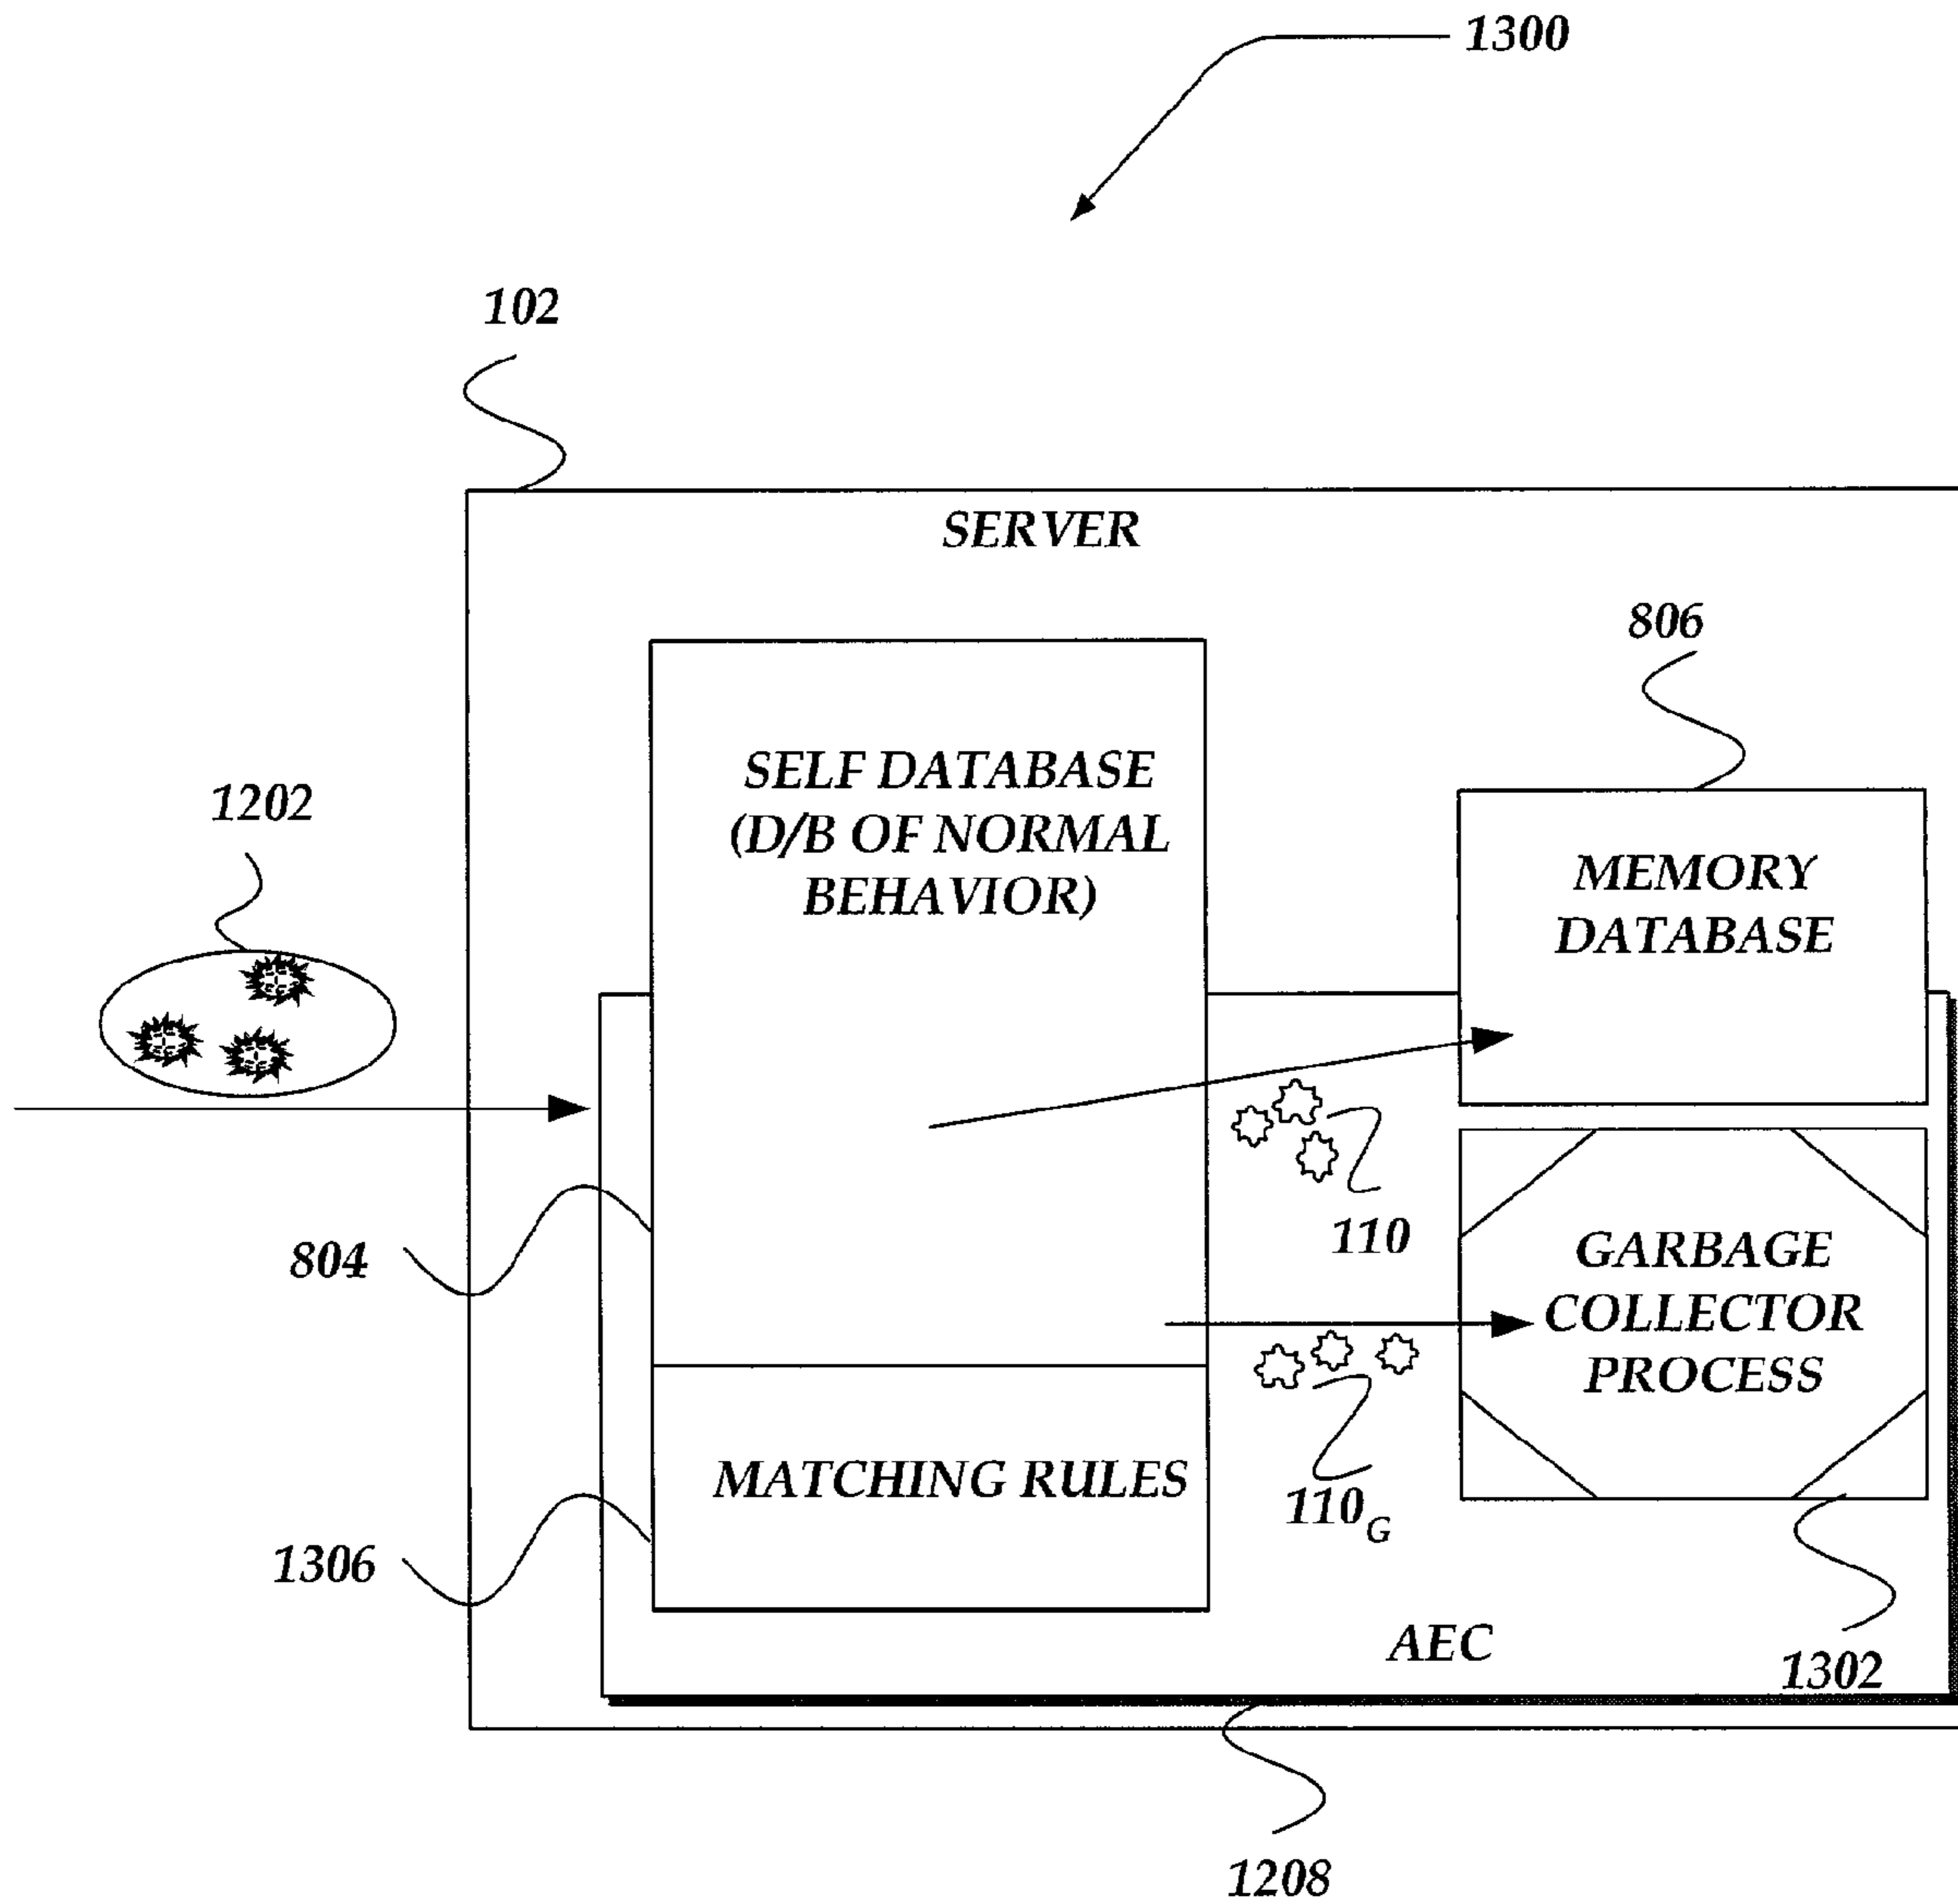 1300
102
SERVER
806
SELF DATABASE
(D/B OF NORMAL
BEHAVIOR)
1202
MEMORY
DATABASE
804
110
GARBAGE
COLLECTOR
PROCESS
MATCHING RULES
110G
1306
AEC
1302
1208